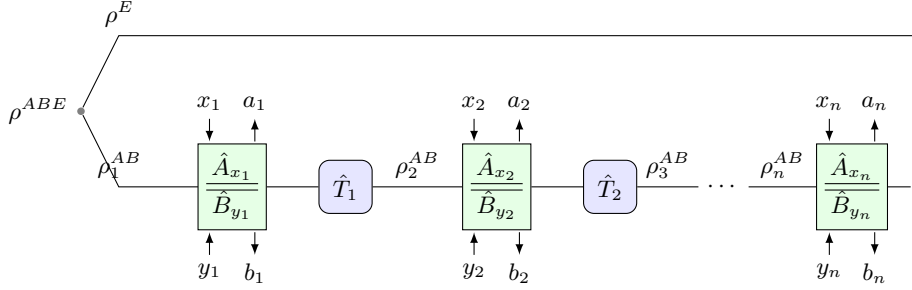 ρ^E
ρ^{ABE}
x_1 a_1 x_2 a_2 x_n a_n
ρ_1^{AB} Â_{x_1} B̂_{y_1} T̂_1 ρ_2^{AB} Â_{x_2} B̂_{y_2} T̂_2 ρ_3^{AB} ⋯ ρ_n^{AB} Â_{x_n} B̂_{y_n}
y_1 b_1 y_2 b_2 y_n b_n